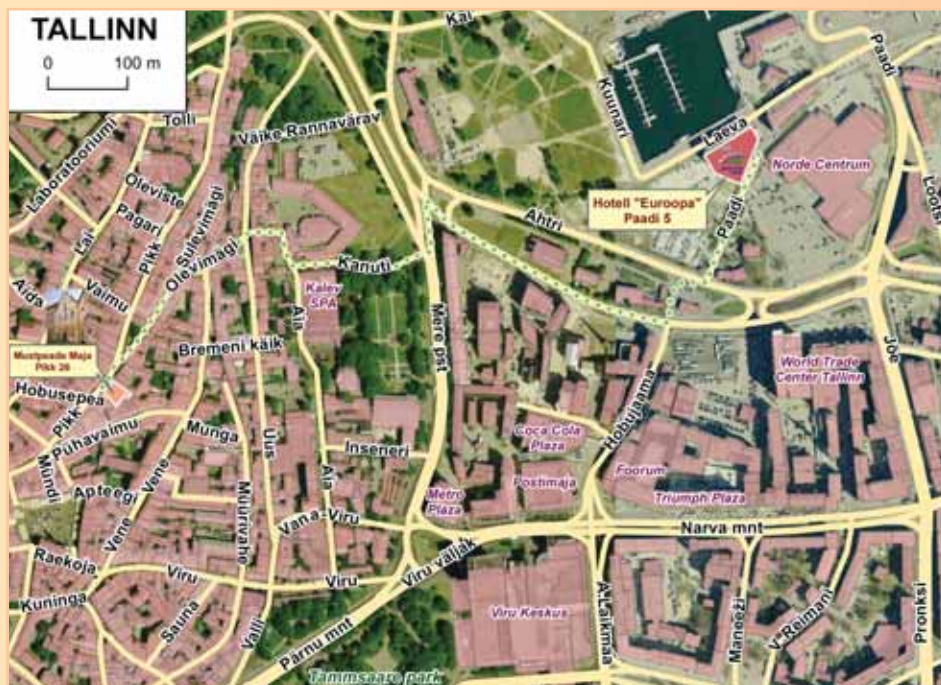 TALLINN
0 100 m
Kai
Paadi
Kuunari
Laeva
Norde Centrum
Lootsi
Tolli
Väike Rannavärav
Laboratooriumi
Oleviste
Pagari
Lai
Pikk
Sulevimägi
Olevimägi
Hotell "Euroopa"
Paadi 5
Paadi
Ahtri
Kanuti
Aida
Vaimu
Kalev
SPA
Aia
Mere pst
Bremeni käik
Mustpeade Maja
Pikk 26
Hobusepea
Pikk
Pühavaimu
Mündi
Munga
Uus
World Trade
Center Tallinn
Jõe
Hobujaama
Coca Cola
Plaza
Inseneri
Foorum
Postimaja
Triumph Plaza
Metro
Plaza
Apteegi
Vene
Vene
Müürivahe
Aia
Vana-Viru
Narva mnt
Raekoja
Viru
Viru
Viru väljak
Kuninga
Sauna
Valli
Pärnu mnt
Viru Keskus
A.Laikmaa
Maneeži
V. Reimani
Pronksi
Tammsaare park